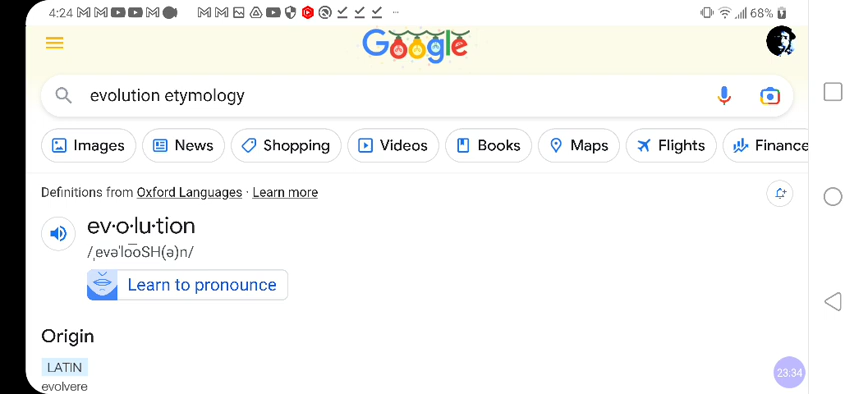 4:24 68%
Google
evolution etymology
Images News Shopping Videos Books Maps Flights Finance
Definitions from Oxford Languages · Learn more
ev·o·lu·tion
/ˌevəˈlo͞oSH(ə)n/
Learn to pronounce
Origin
LATIN
evolvere
23:34